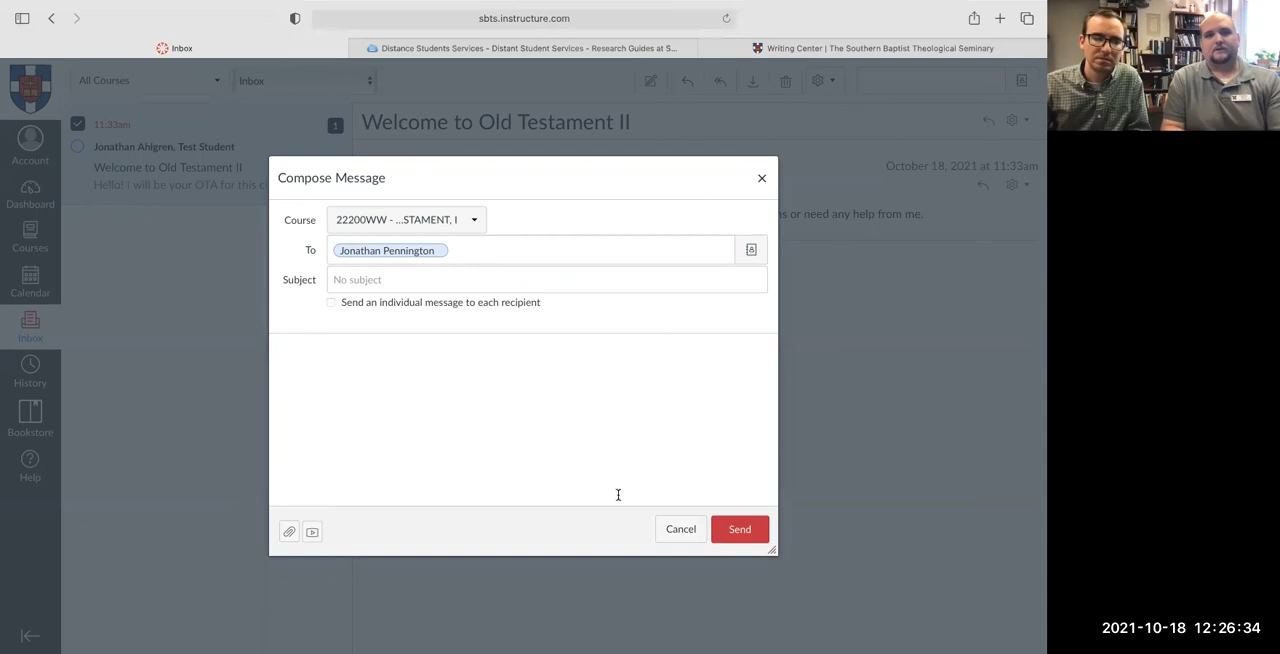 sbts.instructure.com
Inbox
Distance Students Services - Distant Student Services - Research Guides at S...
Writing Center | The Southern Baptist Theological Seminary
All Courses
Inbox
11:33am
1
Jonathan Ahlgren, Test Student
Welcome to Old Testament II
Hello! I will be your OTA for this c
Welcome to Old Testament II
October 18, 2021 at 11:33am
s or need any help from me.
Account
Dashboard
Courses
Calendar
Inbox
History
Bookstore
Help
Compose Message
Course
22200WW - ...STAMENT, I
To
Jonathan Pennington
Subject
No subject
Send an individual message to each recipient
Cancel
Send
2021-10-18 12:26:34